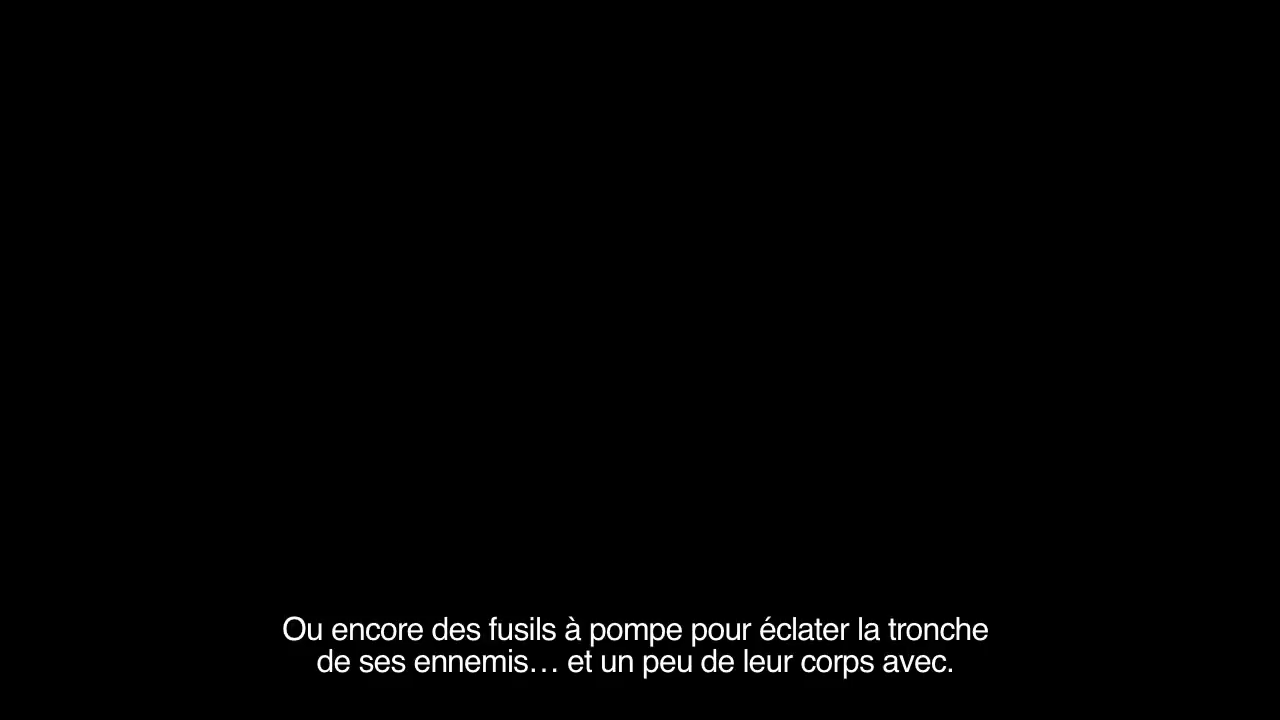 Ou encore des fusils à pompe pour éclater la tronche
de ses ennemis… et un peu de leur corps avec.